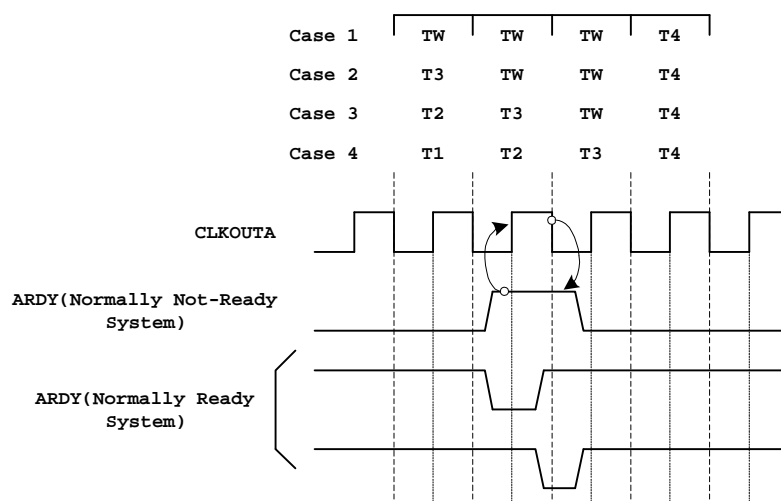 Case 1 TW TW TW T4
Case 2 T3 TW TW T4
Case 3 T2 T3 TW T4
Case 4 T1 T2 T3 T4
CLKOUTA
ARDY(Normally Not-Ready
System)
ARDY(Normally Ready
System)